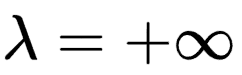 λ = +∞